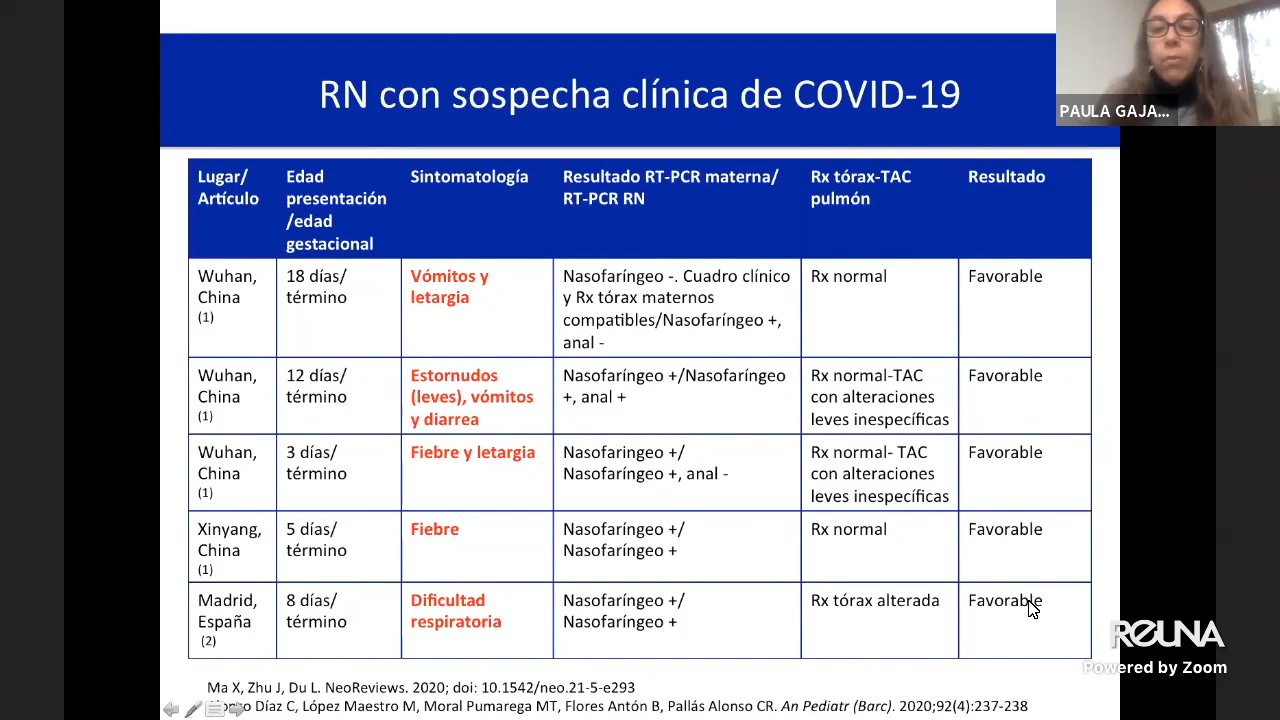 RN con sospecha clínica de COVID-19
PAULA GAJA...
Lugar/
Artículo
Edad
presentación
/edad
gestacional
Sintomatología
Resultado RT-PCR materna/
RT-PCR RN
Rx tórax-TAC
pulmón
Resultado
Wuhan,
China
(1)
18 días/
término
Vómitos y
letargia
Nasofaríngeo -. Cuadro clínico
y Rx tórax maternos
compatibles/Nasofaríngeo +,
anal -
Rx normal
Favorable
Wuhan,
China
(1)
12 días/
término
Estornudos
(leves), vómitos
y diarrea
Nasofaríngeo +/Nasofaríngeo
+, anal +
Rx normal-TAC
con alteraciones
leves inespecíficas
Favorable
Wuhan,
China
(1)
3 días/
término
Fiebre y letargia
Nasofaringeo +/
Nasofaríngeo +, anal -
Rx normal- TAC
con alteraciones
leves inespecíficas
Favorable
Xinyang,
China
(1)
5 días/
término
Fiebre
Nasofaríngeo +/
Nasofaríngeo +
Rx normal
Favorable
Madrid,
España
(2)
8 días/
término
Dificultad
respiratoria
Nasofaríngeo +/
Nasofaríngeo +
Rx tórax alterada
Favorable
REUNA
Powered by Zoom
Ma X, Zhu J, Du L. NeoReviews. 2020; doi: 10.1542/neo.21-5-e293
Díaz C, López Maestro M, Moral Pumarega MT, Flores Antón B, Pallás Alonso CR. An Pediatr (Barc). 2020;92(4):237-238